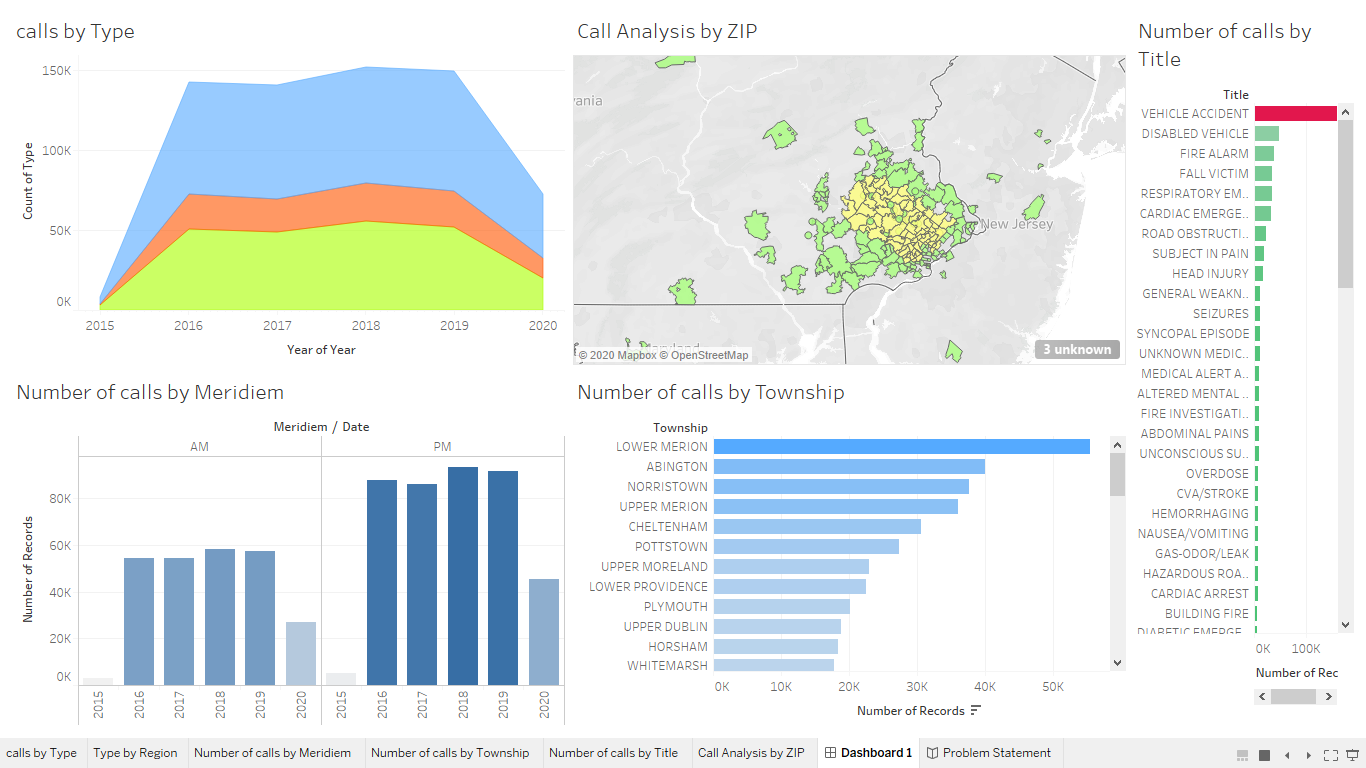 calls by Type
150K
100K
50K
0K
Count of Type
2015
2016
2017
2018
2019
2020
Year of Year
Call Analysis by ZIP
New Jersey
© 2020 Mapbox © OpenStreetMap
3 unknown
Number of calls by
Title
Title
VEHICLE ACCIDENT
DISABLED VEHICLE
FIRE ALARM
FALL VICTIM
RESPIRATORY EM..
CARDIAC EMERGE..
ROAD OBSTRUCTI..
SUBJECT IN PAIN
HEAD INJURY
GENERAL WEAKN..
SEIZURES
SYNCOPAL EPISODE
UNKNOWN MEDIC..
MEDICAL ALERT A..
ALTERED MENTAL ..
FIRE INVESTIGATI..
ABDOMINAL PAINS
UNCONSCIOUS SU..
OVERDOSE
CVA/STROKE
HEMORRHAGING
NAUSEA/VOMITING
GAS-ODOR/LEAK
HAZARDOUS ROA..
CARDIAC ARREST
BUILDING FIRE
DIABETIC EMERGE..
0K
100K
Number of Rec
Number of calls by Meridiem
Meridiem / Date
AM
PM
80K
60K
40K
20K
0K
Number of Records
2015
2016
2017
2018
2019
2020
2015
2016
2017
2018
2019
2020
Number of calls by Township
Township
LOWER MERION
ABINGTON
NORRISTOWN
UPPER MERION
CHELTENHAM
POTTSTOWN
UPPER MORELAND
LOWER PROVIDENCE
PLYMOUTH
UPPER DUBLIN
HORSHAM
WHITEMARSH
0K
10K
20K
30K
40K
50K
Number of Records
calls by Type
Type by Region
Number of calls by Meridiem
Number of calls by Township
Number of calls by Title
Call Analysis by ZIP
Dashboard 1
Problem Statement